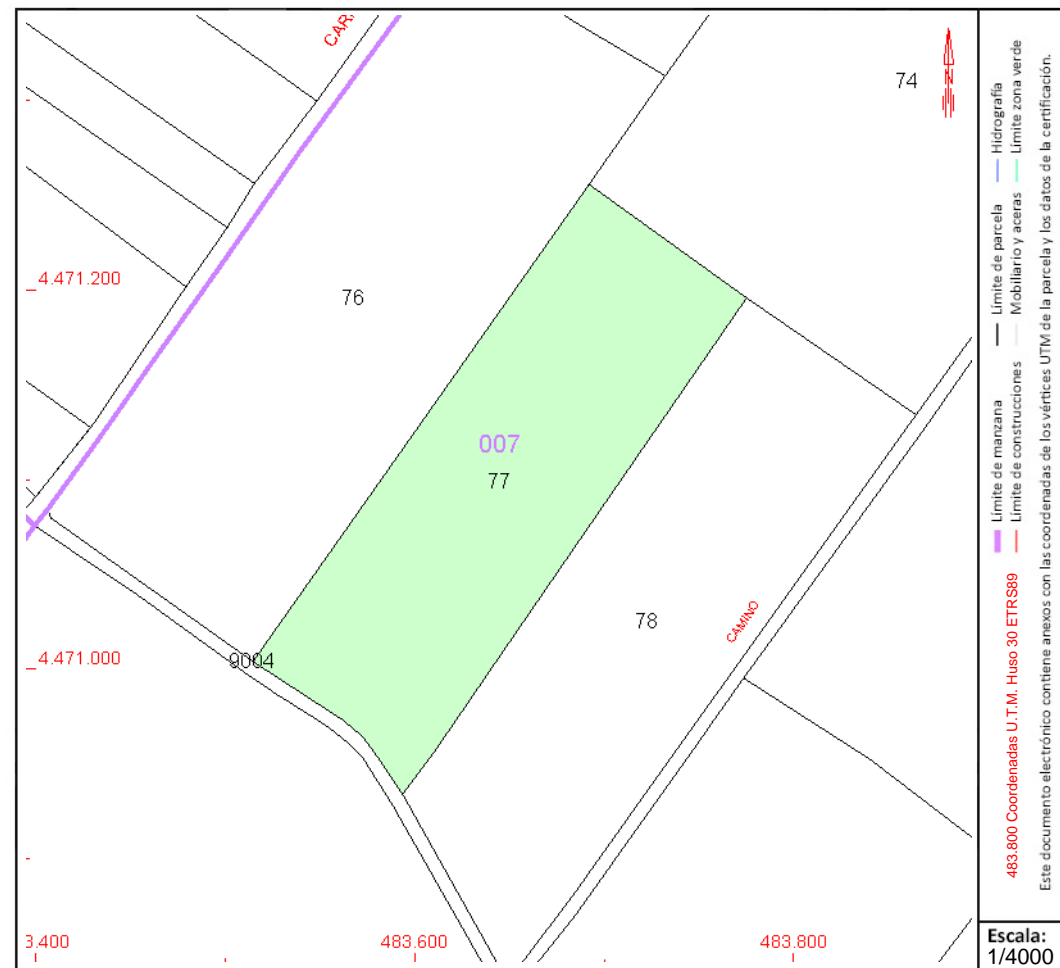 CAR
74
4.471.200
76
007
77
78
CAMINO
4.471.000
9004
3.400
483.600
483.800
N
Límite de manzana
Límite de parcela
Hidrografía
Límite de construcciones
Mobiliario y aceras
Límite zona verde
483.800 Coordenadas U.T.M. Huso 30 ETRS89
Este documento electrónico contiene anexos con las coordenadas de los vértices UTM de la parcela y los datos de la certificación.
Escala:
1/4000